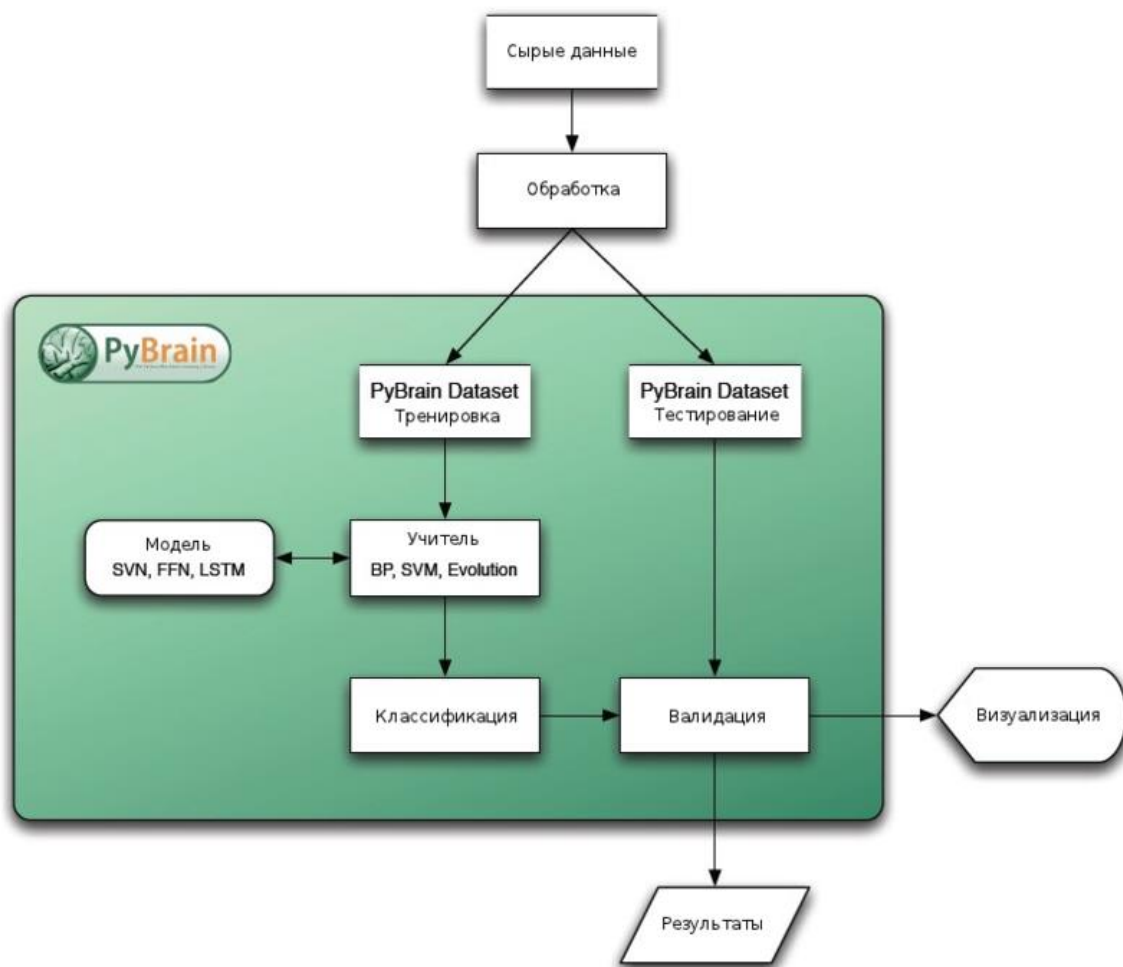 Сырые данные
Обработка
PyBrain
PyBrain Dataset
Тренировка
PyBrain Dataset
Тестирование
Модель
SVN, FFN, LSTM
Учитель
BP, SVM, Evolution
Классификация
Валидация
Визуализация
Результаты